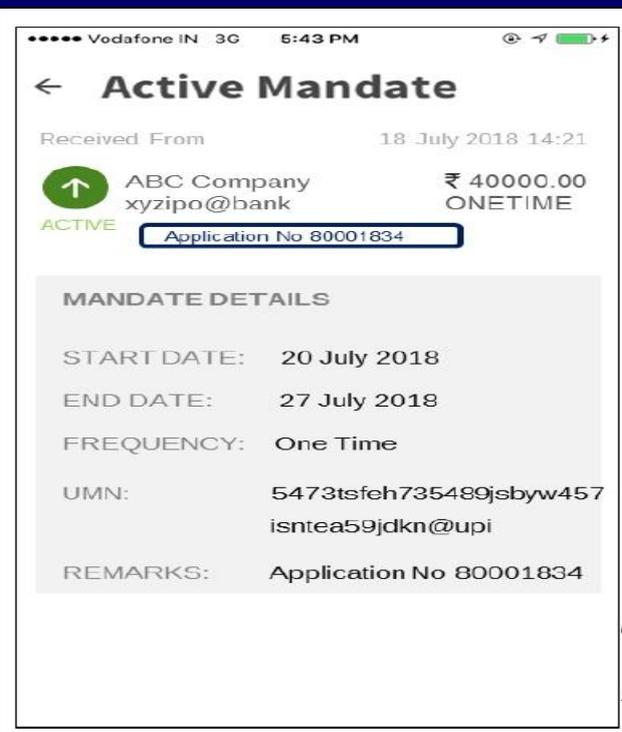 Vodafone IN 3G 5:43 PM
← Active Mandate
Received From 18 July 2018 14:21
ABC Company ₹ 40000.00
xyzipo@bank ONETIME
ACTIVE
Application No 80001834
MANDATE DETAILS
START DATE: 20 July 2018
END DATE: 27 July 2018
FREQUENCY: One Time
UMN: 5473tsfeh735489jsbyw457
isntea59jdkn@upi
REMARKS: Application No 80001834